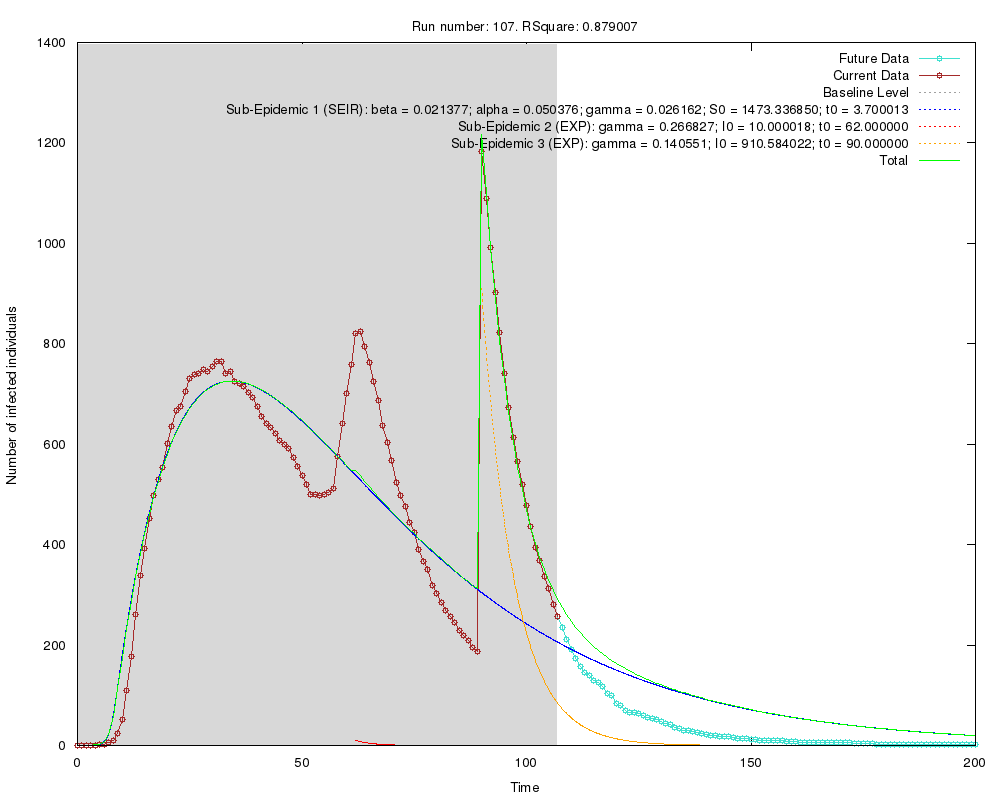 Run number: 107. RSquare: 0.879007
1400
1200
1000
800
600
400
200
0
Number of infected individuals
Future Data
Current Data
Baseline Level
Sub-Epidemic 1 (SEIR): beta = 0.021377; alpha = 0.050376; gamma = 0.026162; S0 = 1473.336850; t0 = 3.700013
Sub-Epidemic 2 (EXP): gamma = 0.266827; I0 = 10.000018; t0 = 62.000000
Sub-Epidemic 3 (EXP): gamma = 0.140551; I0 = 910.584022; t0 = 90.000000
Total
0
50
100
150
200
Time